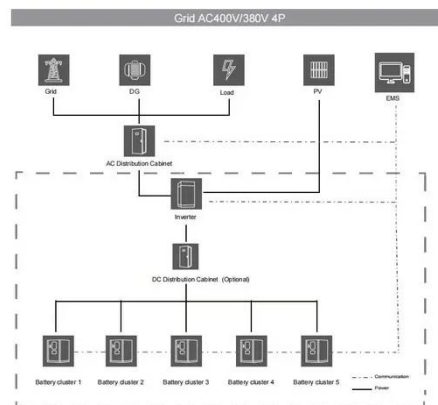 Grid AC400V/380V 4P
Grid
DG
Load
PV
EMS
AC Distribution Cabinet
Inverter
DC Distribution Cabinet (Optional)
Battery cluster 1
Battery cluster 2
Battery cluster 3
Battery cluster 4
Battery cluster 5
Communication
Power